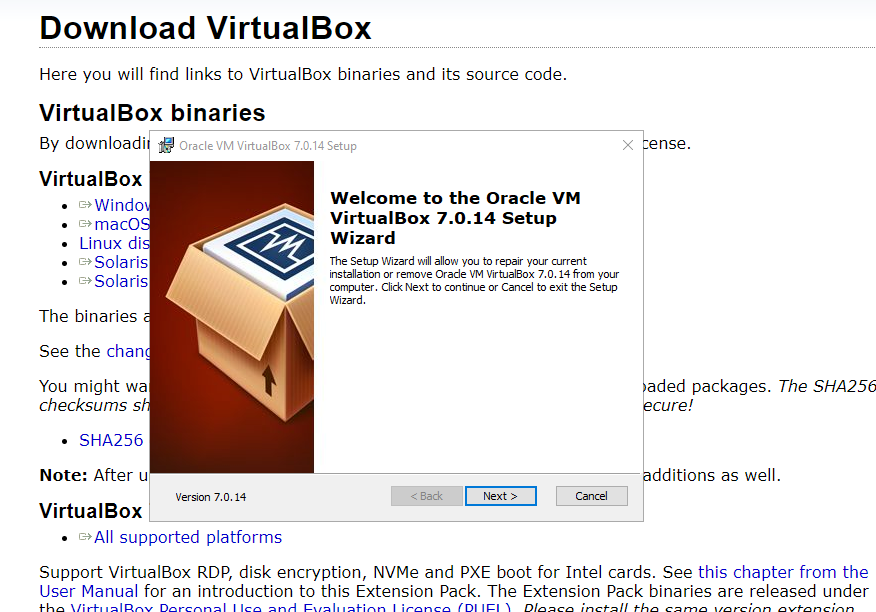 Download VirtualBox
Here you will find links to VirtualBox binaries and its source code.
VirtualBox binaries
By downloadin
cense.
Oracle VM VirtualBox 7.0.14 Setup
VirtualBox
Window
macOS
Linux dis
Solaris
Solaris
Welcome to the Oracle VM
VirtualBox 7.0.14 Setup
Wizard
The Setup Wizard will allow you to repair your current
installation or remove Oracle VM VirtualBox 7.0.14 from your
computer. Click Next to continue or Cancel to exit the Setup
Wizard.
The binaries a
See the chang
You might wan
oaded packages. The SHA256
checksums sh
ecure!
SHA256
Note: After u
additions as well.
Version 7.0.14
< Back
Next >
Cancel
VirtualBox
All supported platforms
Support VirtualBox RDP, disk encryption, NVMe and PXE boot for Intel cards. See this chapter from the
User Manual for an introduction to this Extension Pack. The Extension Pack binaries are released under
the VirtualBox Personal Use and Evaluation License (PUEL). Please install the same version extension